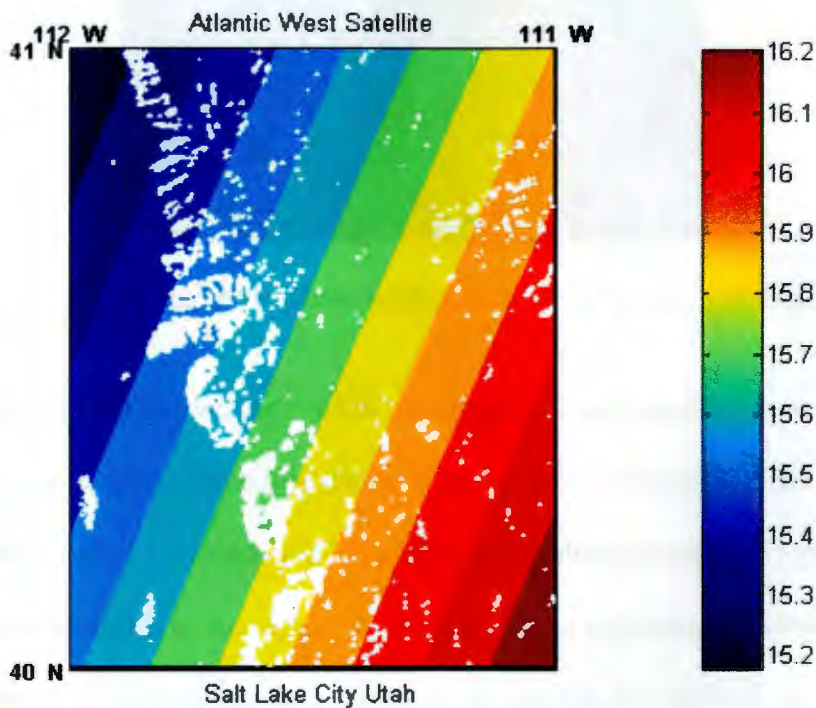 Atlantic West Satellite
112 W
111 W
41 N
40 N
Salt Lake City Utah
16.2
16.1
16
15.9
15.8
15.7
15.6
15.5
15.4
15.3
15.2